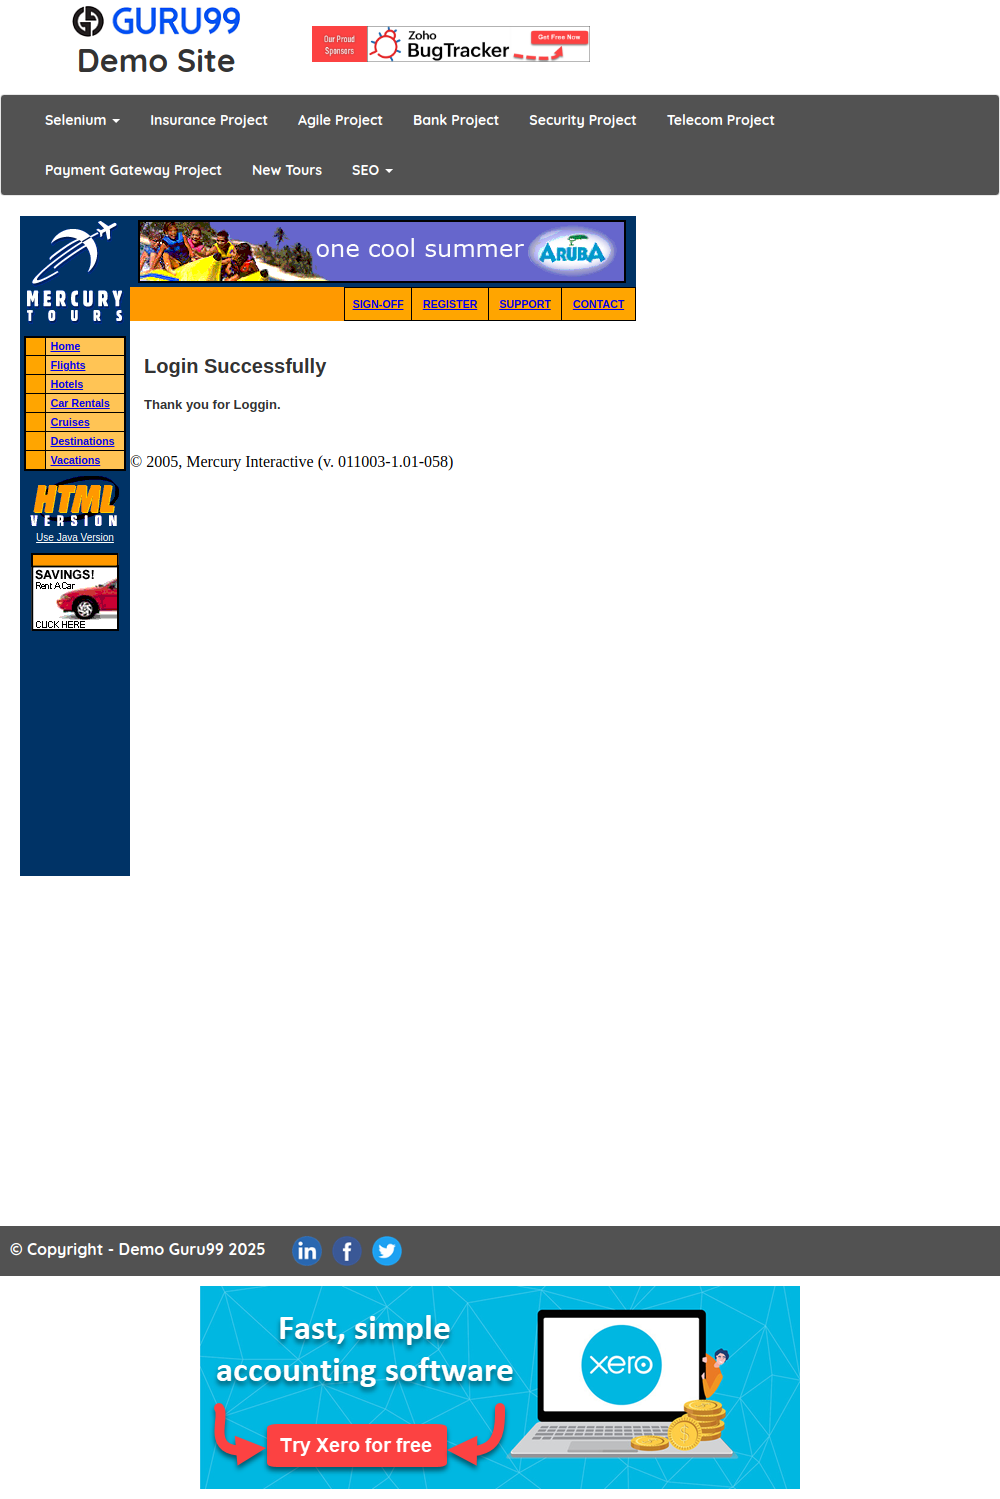 GURU99
Demo Site
Our Proud Sponsors
Zoho
BugTracker
Get Free Now
Selenium
Insurance Project
Agile Project
Bank Project
Security Project
Telecom Project
Payment Gateway Project
New Tours
SEO
one cool summer
ARUBA
MERCURY
TOURS
SIGN-OFF
REGISTER
SUPPORT
CONTACT
Home
Flights
Hotels
Car Rentals
Cruises
Destinations
Vacations
Login Successfully
Thank you for Loggin.
© 2005, Mercury Interactive (v. 011003-1.01-058)
HTML
VERSION
Use Java Version
SAVINGS!
Rent A Car
CLICK HERE
© Copyright - Demo Guru99 2025
in
f
Fast, simple
accounting software
Try Xero for free
xero